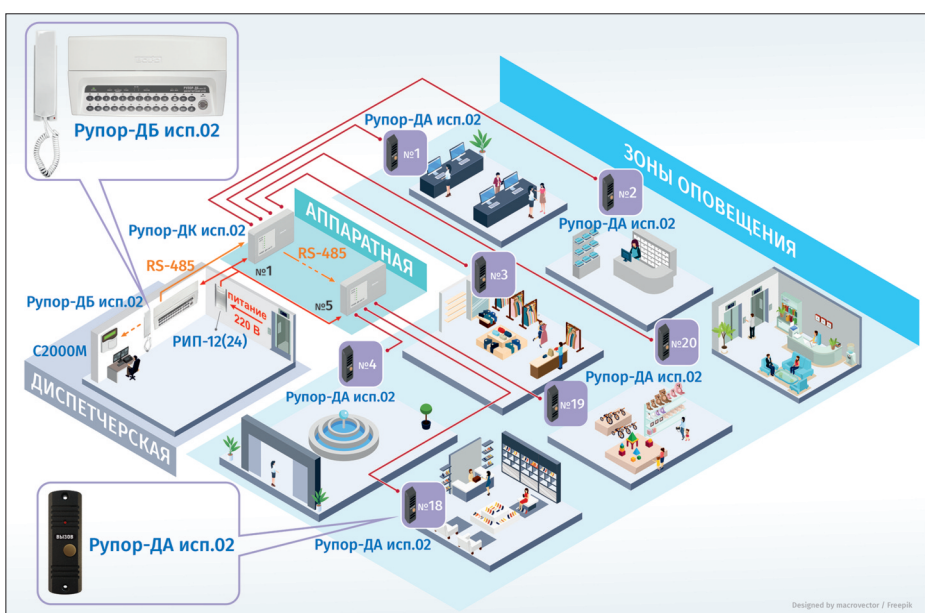 Рупор-ДБ исп.02
Рупор-ДА исп.02
№1
№2
Рупор-ДА исп.02
ЗОНЫ ОПОВЕЩЕНИЯ
Рупор-ДК исп.02
АППАРАТНАЯ
RS-485
№1
RS-485
№5
№3
Рупор-ДБ исп.02
питание
220 В
РИП-12(24)
С2000М
ДИСПЕТЧЕРСКАЯ
№4
Рупор-ДА исп.02
№20
Рупор-ДА исп.02
№19
№18
Рупор-ДА исп.02
ВЫЗОВ
Рупор-ДА исп.02
Designed by macrovector / Freepik